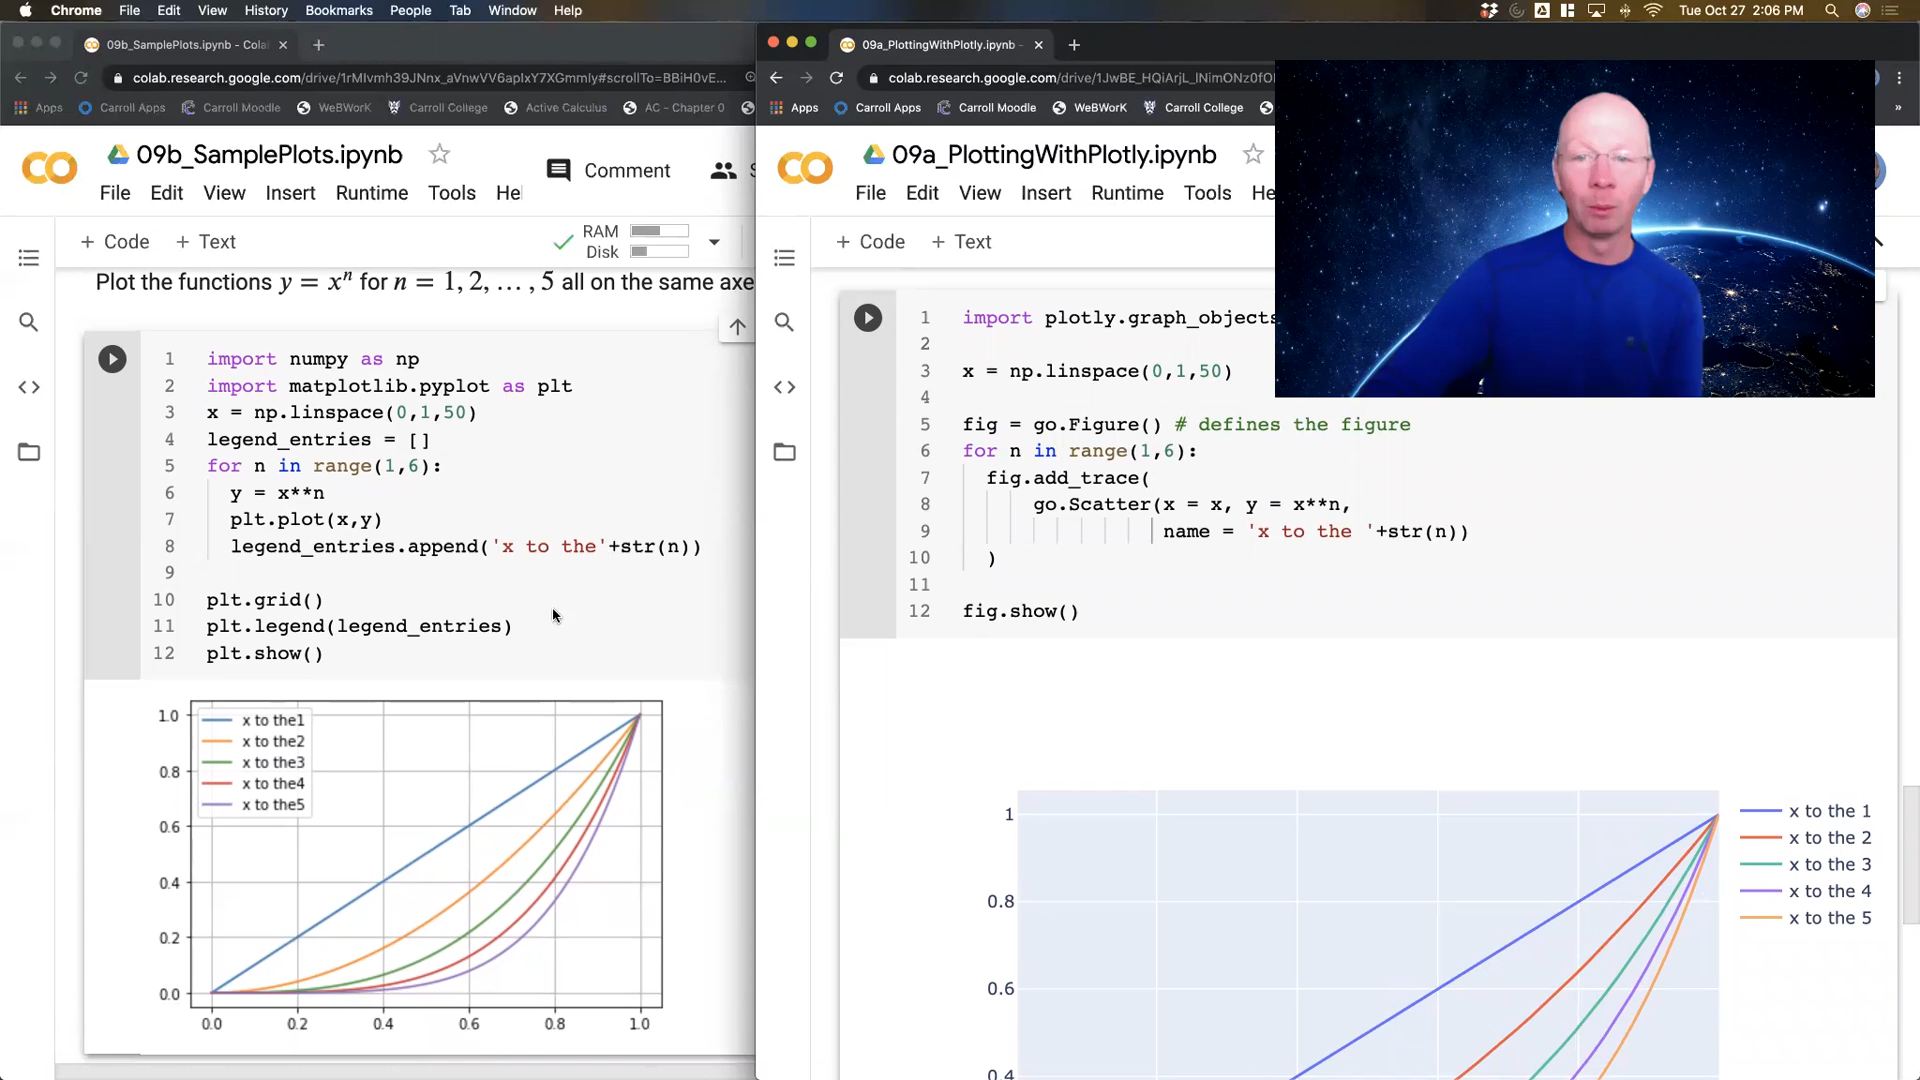 Chrome File Edit View History Bookmarks People Tab Window Help
Tue Oct 27 2:06 PM
09b_SamplePlots.ipynb - Cola
colab.research.google.com/drive/1rMIvmh39JNnx_aVnwVV6aplxY7XGmmly#scrollTo=BBiH0vE...
Apps Carroll Apps Carroll Moodle WeBWorK Carroll College Active Calculus AC - Chapter 0
09b_SamplePlots.ipynb
Comment
File Edit View Insert Runtime Tools He
+ Code + Text
RAM
Disk
Plot the functions y = xⁿ for n = 1, 2, … , 5 all on the same axe
1 import numpy as np
2 import matplotlib.pyplot as plt
3 x = np.linspace(0,1,50)
4 legend_entries = []
5 for n in range(1,6):
6 y = x**n
7 plt.plot(x,y)
8 legend_entries.append('x to the'+str(n))
9
10 plt.grid()
11 plt.legend(legend_entries)
12 plt.show()
1.0
0.8
0.6
0.4
0.2
0.0
x to the1
x to the2
x to the3
x to the4
x to the5
0.0 0.2 0.4 0.6 0.8 1.0
09a_PlottingWithPlotly.ipynb -
colab.research.google.com/drive/1JwBE_HQiArjL_lNimONz0fO
Apps Carroll Apps Carroll Moodle WeBWorK Carroll College
09a_PlottingWithPlotly.ipynb
File Edit View Insert Runtime Tools He
+ Code + Text
1 import plotly.graph_objects
2
3 x = np.linspace(0,1,50)
4
5 fig = go.Figure() # defines the figure
6 for n in range(1,6):
7 fig.add_trace(
8 go.Scatter(x = x, y = x**n,
9 name = 'x to the '+str(n))
10 )
11
12 fig.show()
1
0.8
0.6
0.4
x to the 1
x to the 2
x to the 3
x to the 4
x to the 5